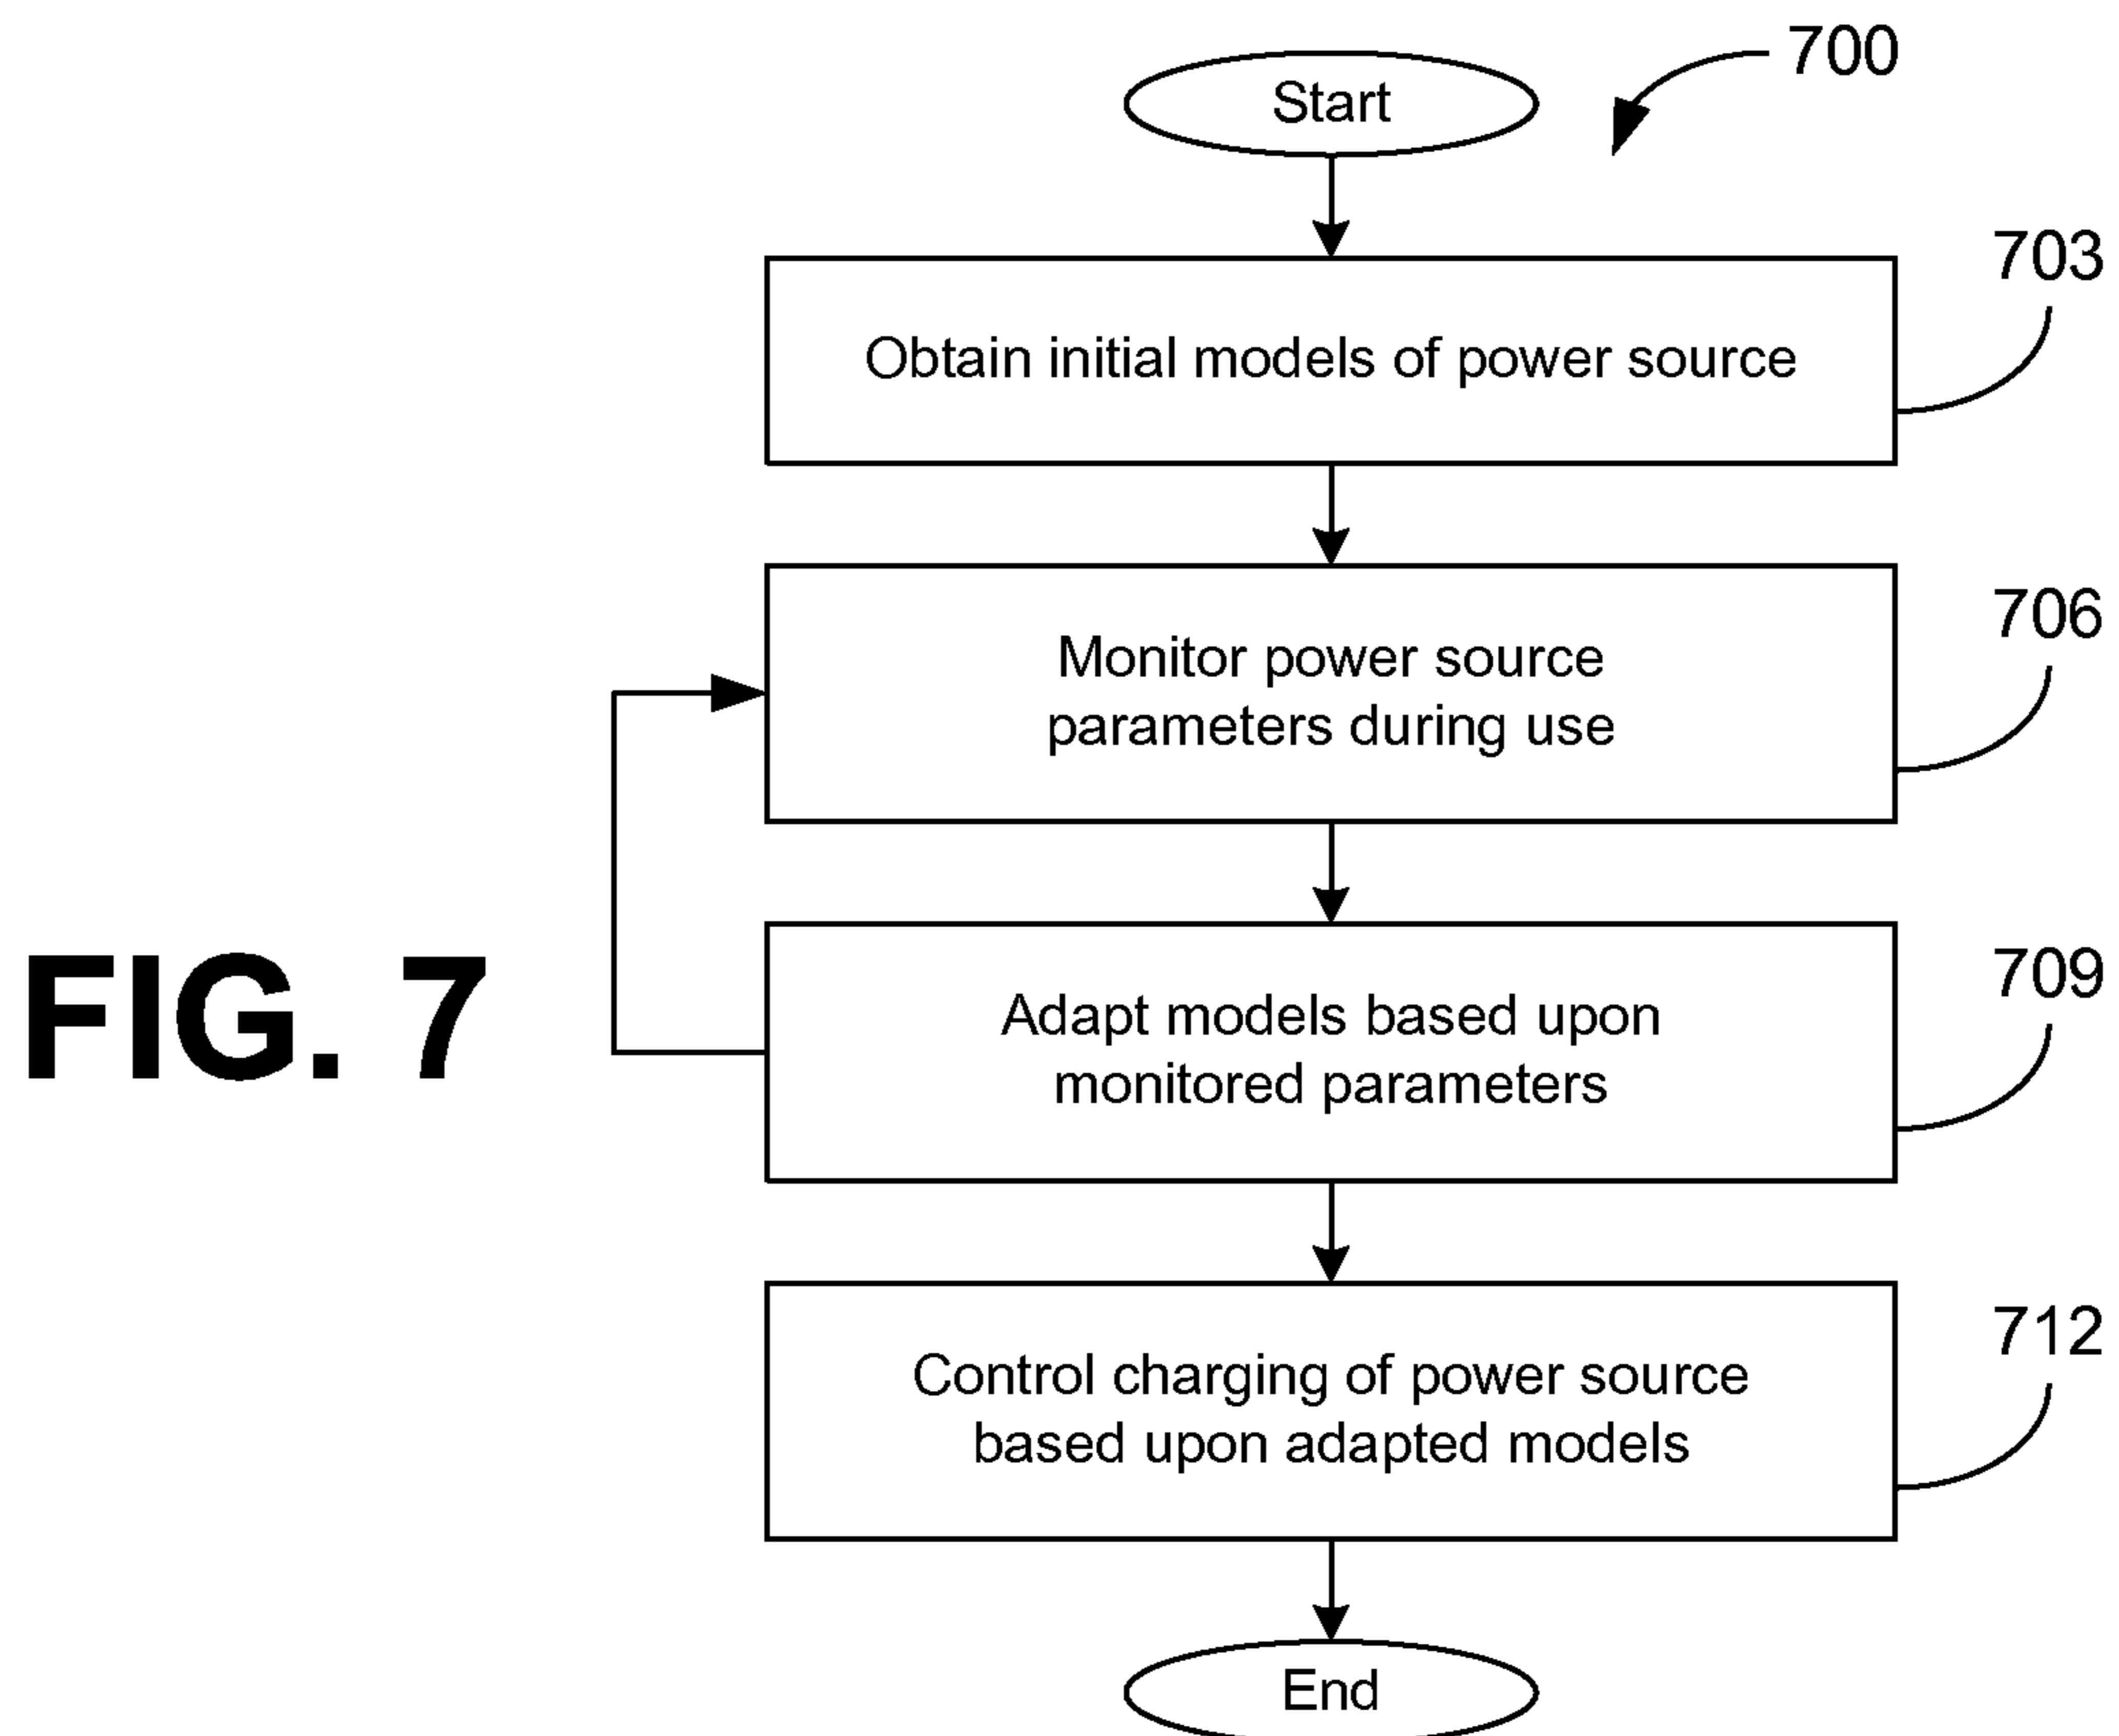 700
Start
703
Obtain initial models of power source
706
Monitor power source
parameters during use
709
Adapt models based upon
monitored parameters
FIG. 7
712
Control charging of power source
based upon adapted models
End